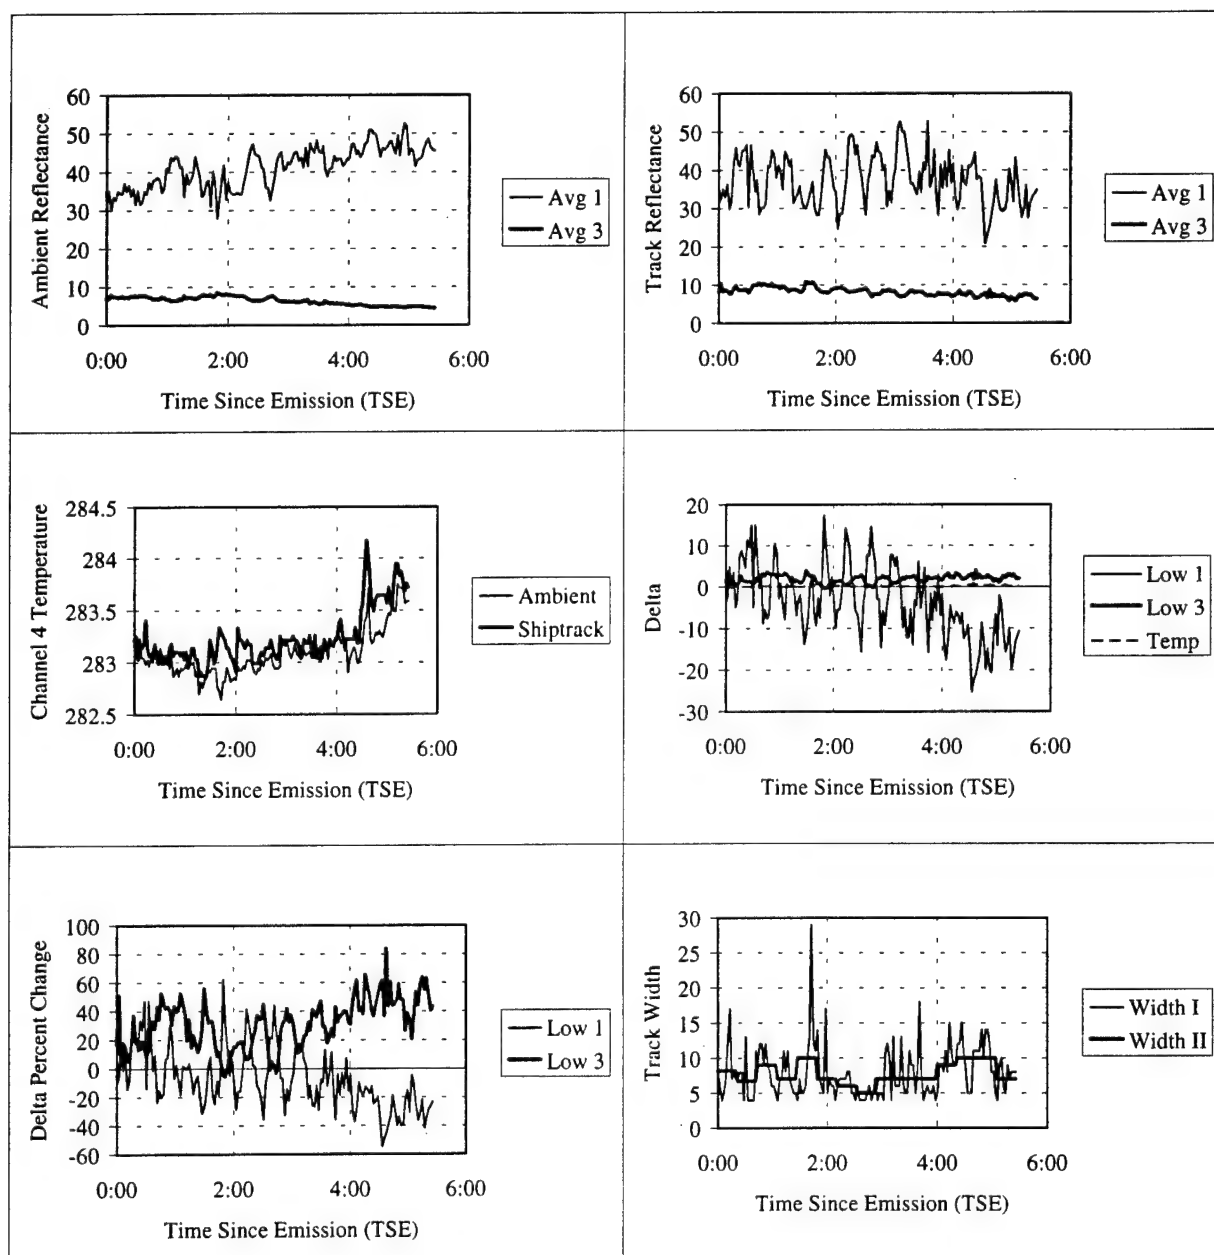 Ambient Reflectance
60
50
40
30
20
10
0
0:00 2:00 4:00 6:00
Time Since Emission (TSE)
Avg 1
Avg 3
Track Reflectance
60
50
40
30
20
10
0
0:00 2:00 4:00 6:00
Time Since Emission (TSE)
Avg 1
Avg 3
Channel 4 Temperature
284.5
284
283.5
283
282.5
0:00 2:00 4:00 6:00
Time Since Emission (TSE)
Ambient
Shiptrack
Delta
20
10
0
-10
-20
-30
0:00 2:00 4:00 6:00
Time Since Emission (TSE)
Low 1
Low 3
Temp
Delta Percent Change
100
80
60
40
20
0
-20
-40
-60
0:00 2:00 4:00 6:00
Time Since Emission (TSE)
Low 1
Low 3
Track Width
30
25
20
15
10
5
0
0:00 2:00 4:00 6:00
Time Since Emission (TSE)
Width I
Width II